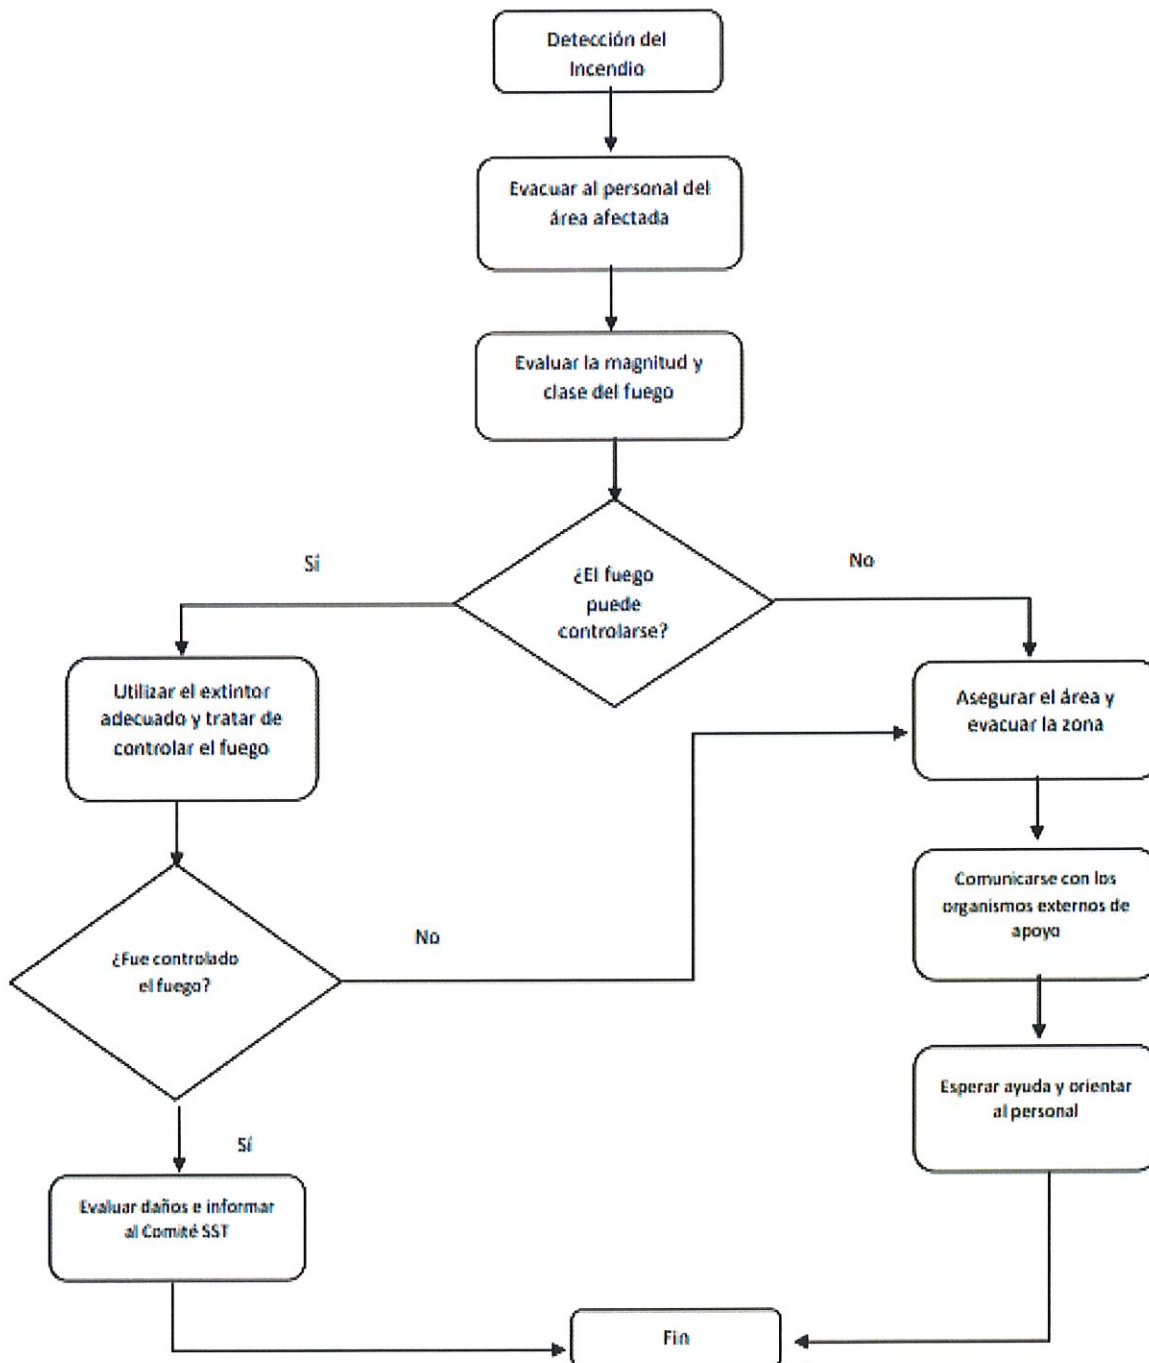 Detección del
Incendio
Evacuar al personal del
área afectada
Evaluar la magnitud y
clase del fuego
¿El fuego
puede
controlarse?
Sí
No
Utilizar el extintor
adecuado y tratar de
controlar el fuego
Asegurar el área y
evacuar la zona
¿Fue controlado
el fuego?
No
Comunicarse con los
organismos externos de
apoyo
Sí
Esperar ayuda y orientar
al personal
Evaluar daños e informar
al Comité SST
Fin